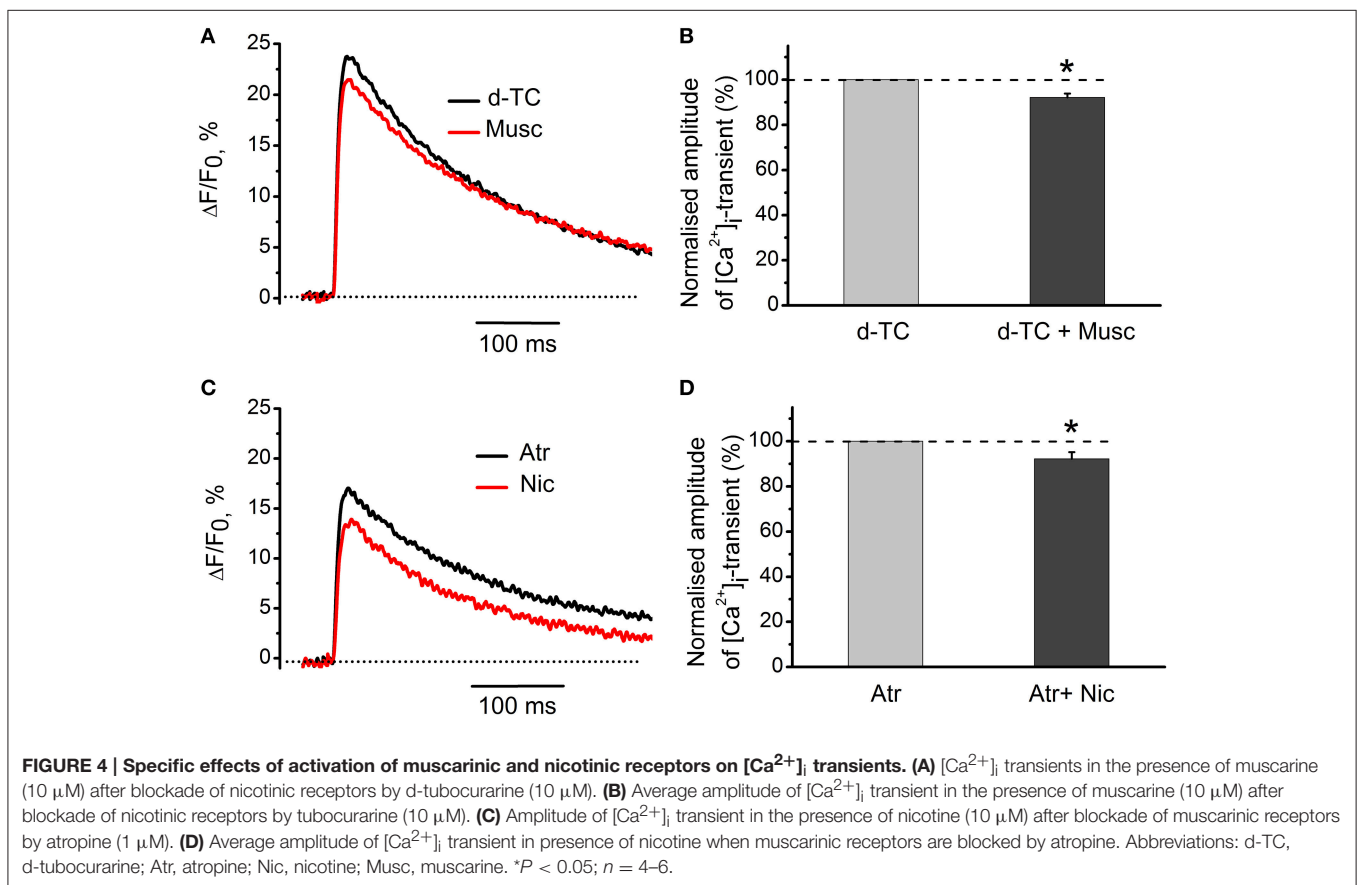 A
ΔF/F0, %
25
20
15
10
5
0
d-TC
Musc
100 ms
B
Normalised amplitude
of [Ca2+]i-transient (%)
100
80
60
40
20
0
*
d-TC
d-TC + Musc
C
ΔF/F0, %
25
20
15
10
5
0
Atr
Nic
100 ms
D
Normalised amplitude
of [Ca2+]i-transient (%)
100
80
60
40
20
0
*
Atr
Atr+ Nic
FIGURE 4 | Specific effects of activation of muscarinic and nicotinic receptors on [Ca2+]i transients. (A) [Ca2+]i transients in the presence of muscarine
(10 μM) after blockade of nicotinic receptors by d-tubocurarine (10 μM). (B) Average amplitude of [Ca2+]i transient in the presence of muscarine (10 μM) after
blockade of nicotinic receptors by tubocurarine (10 μM). (C) Amplitude of [Ca2+]i transient in the presence of nicotine (10 μM) after blockade of muscarinic receptors
by atropine (1 μM). (D) Average amplitude of [Ca2+]i transient in presence of nicotine when muscarinic receptors are blocked by atropine. Abbreviations: d-TC,
d-tubocurarine; Atr, atropine; Nic, nicotine; Musc, muscarine. *P < 0.05; n = 4–6.